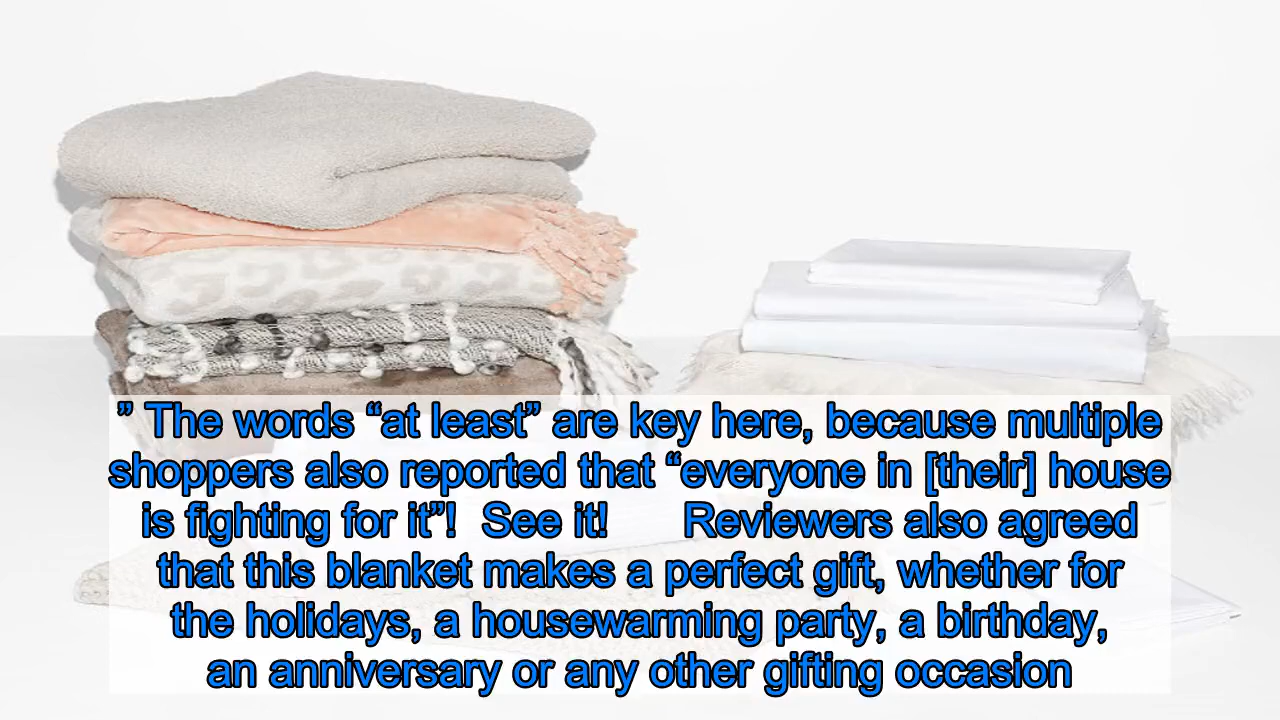 ” The words “at least” are key here, because multiple
shoppers also reported that “everyone in [their] house
is fighting for it”! See it! Reviewers also agreed
that this blanket makes a perfect gift, whether for
the holidays, a housewarming party, a birthday,
an anniversary or any other gifting occasion